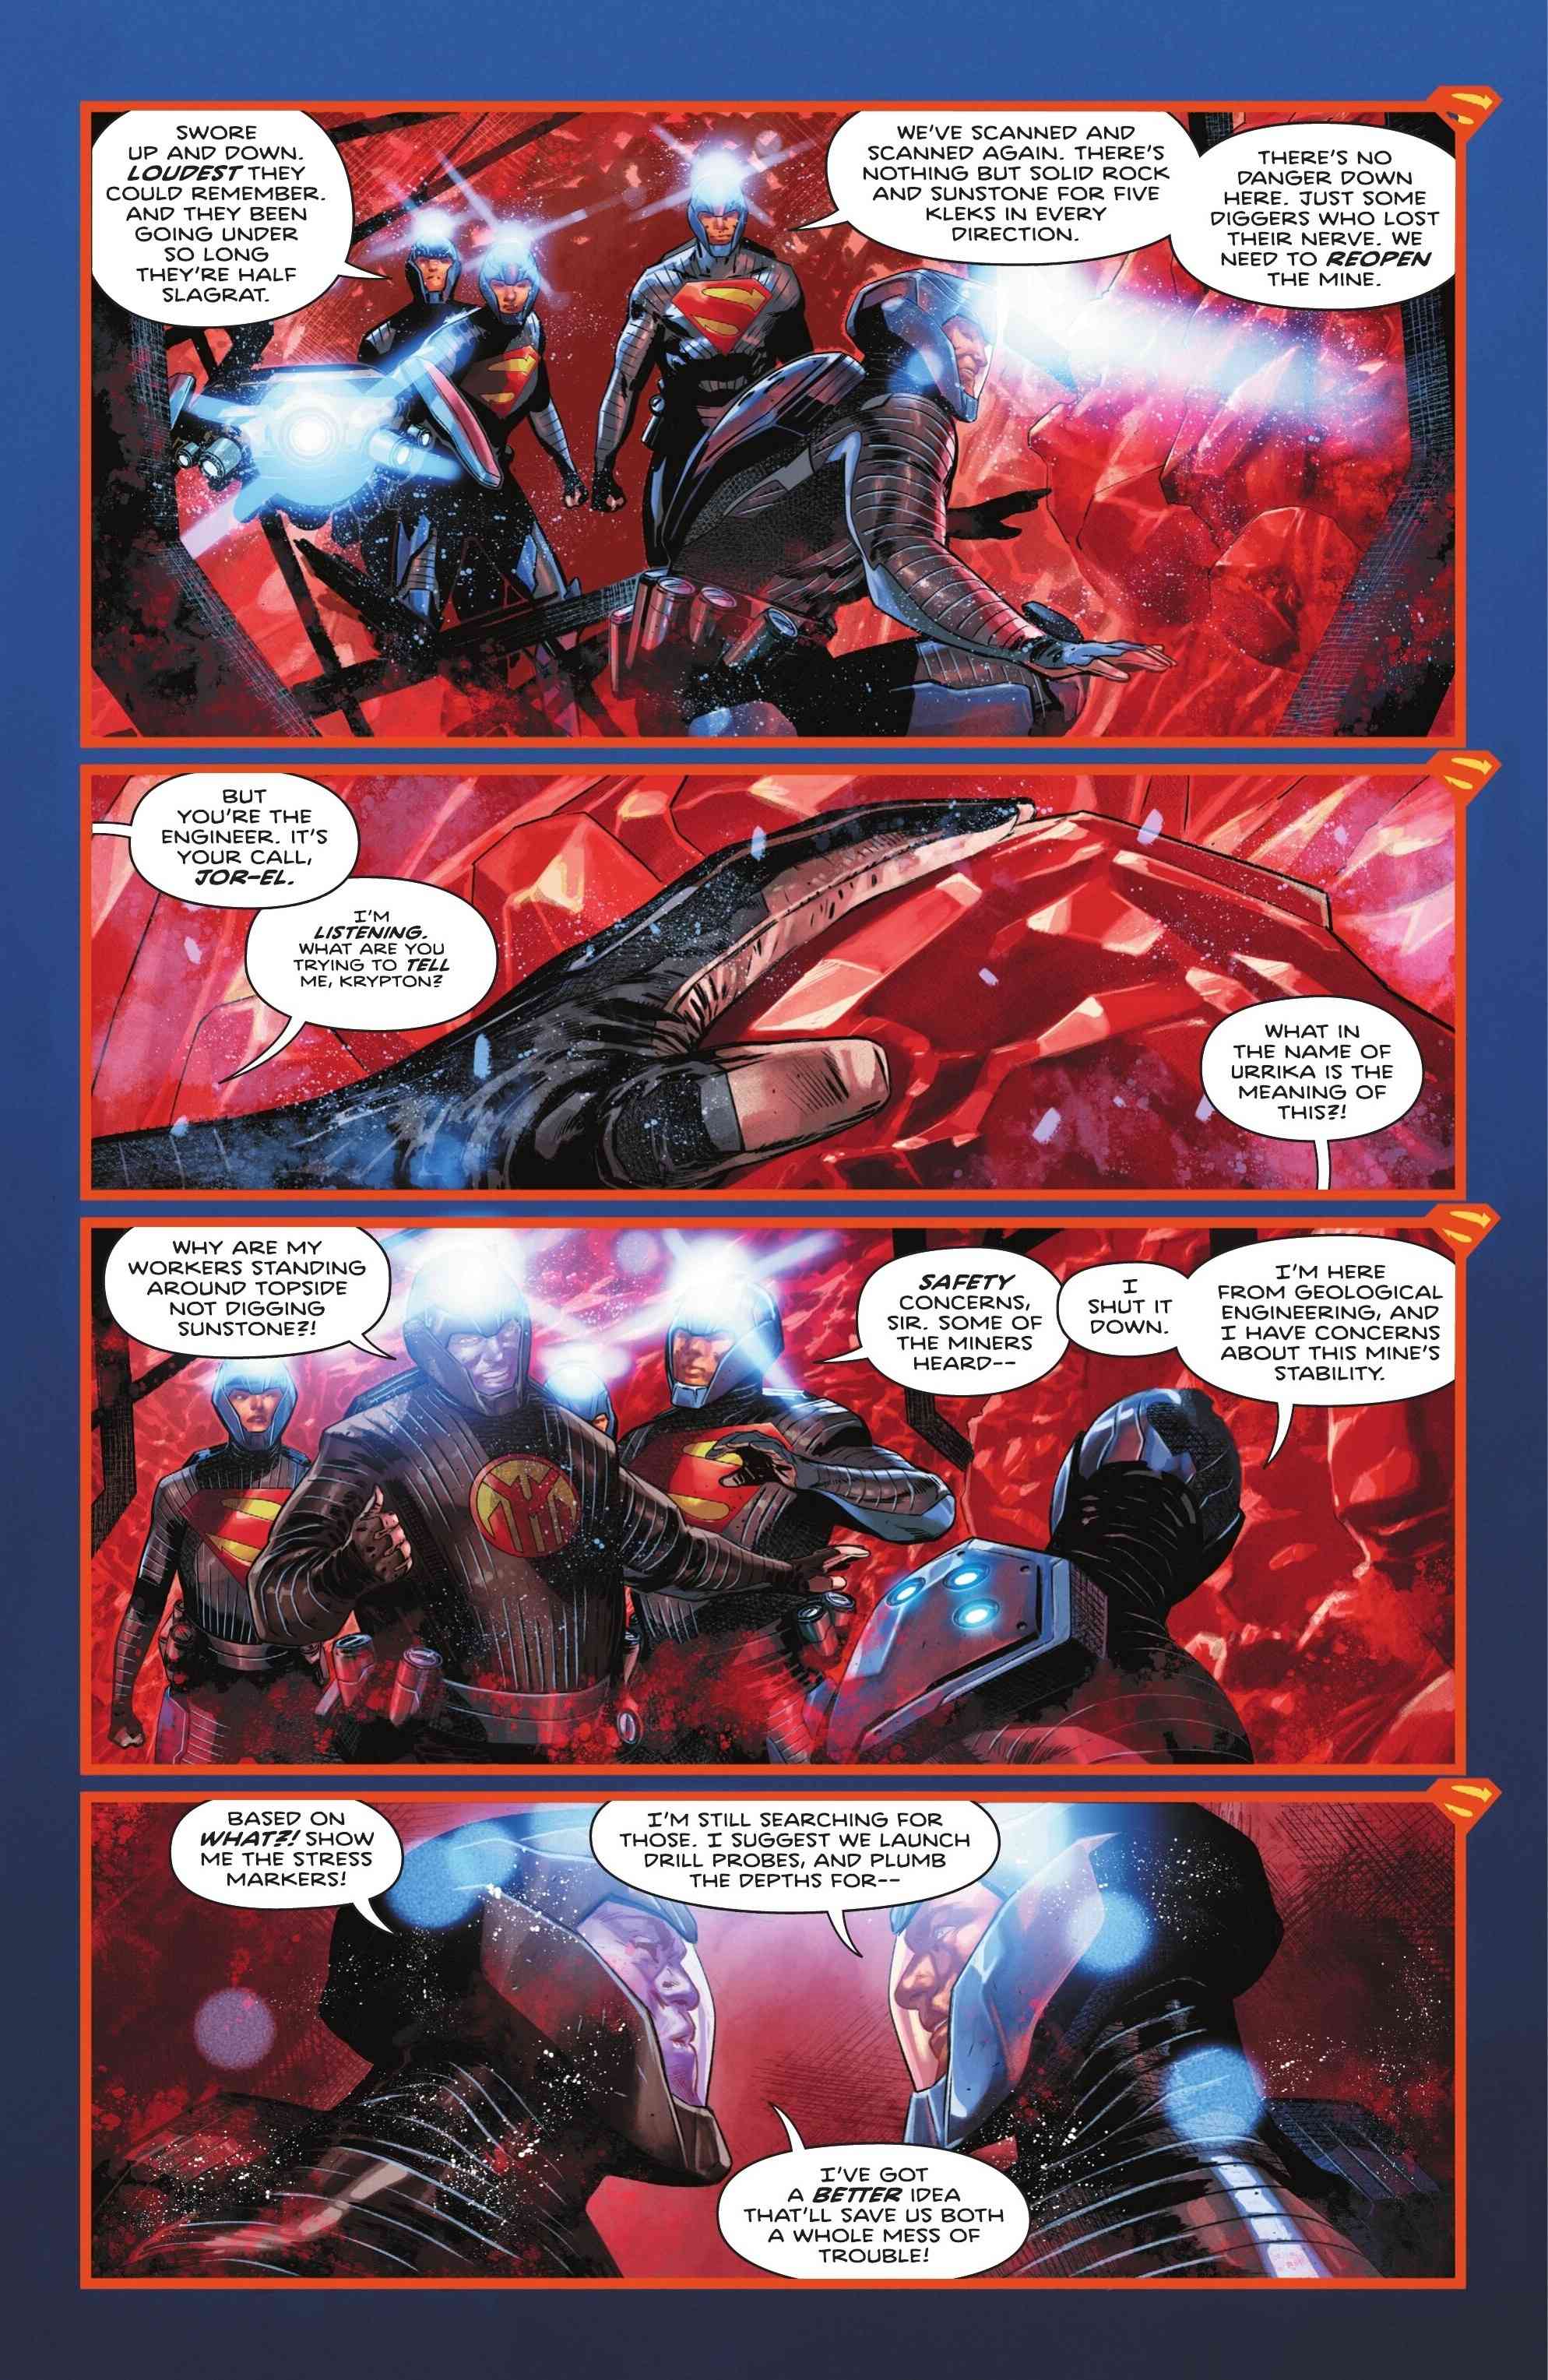 SWORE
UP AND DOWN.
LOUDEST THEY
COULD REMEMBER.
AND THEY BEEN
GOING UNDER
SO LONG
THEY'RE HALF
SLAGRAT.
WE'VE SCANNED AND
SCANNED AGAIN. THERE'S
NOTHING BUT SOLID ROCK
AND SUNSTONE FOR FIVE
KLEKS IN EVERY
DIRECTION.
THERE'S NO
DANGER DOWN
HERE. JUST SOME
DIGGERS WHO LOST
THEIR NERVE. WE
NEED TO REOPEN
THE MINE.
BUT
YOU'RE THE
ENGINEER. IT'S
YOUR CALL,
JOR-EL.
I'M
LISTENING.
WHAT ARE YOU
TRYING TO TELL
ME, KRYPTON?
WHAT IN
THE NAME OF
URRIKA IS THE
MEANING OF
THIS?!
WHY ARE MY
WORKERS STANDING
AROUND TOPSIDE
NOT DIGGING
SUNSTONE?!
SAFETY
CONCERNS,
SIR. SOME OF
THE MINERS
HEARD--
I
SHUT IT
DOWN.
I'M HERE
FROM GEOLOGICAL
ENGINEERING, AND
I HAVE CONCERNS
ABOUT THIS MINE'S
STABILITY.
BASED ON
WHAT?! SHOW
ME THE STRESS
MARKERS!
I'M STILL SEARCHING FOR
THOSE. I SUGGEST WE LAUNCH
DRILL PROBES, AND PLUMB
THE DEPTHS FOR--
I'VE GOT
A BETTER IDEA
THAT'LL SAVE US BOTH
A WHOLE MESS OF
TROUBLE!